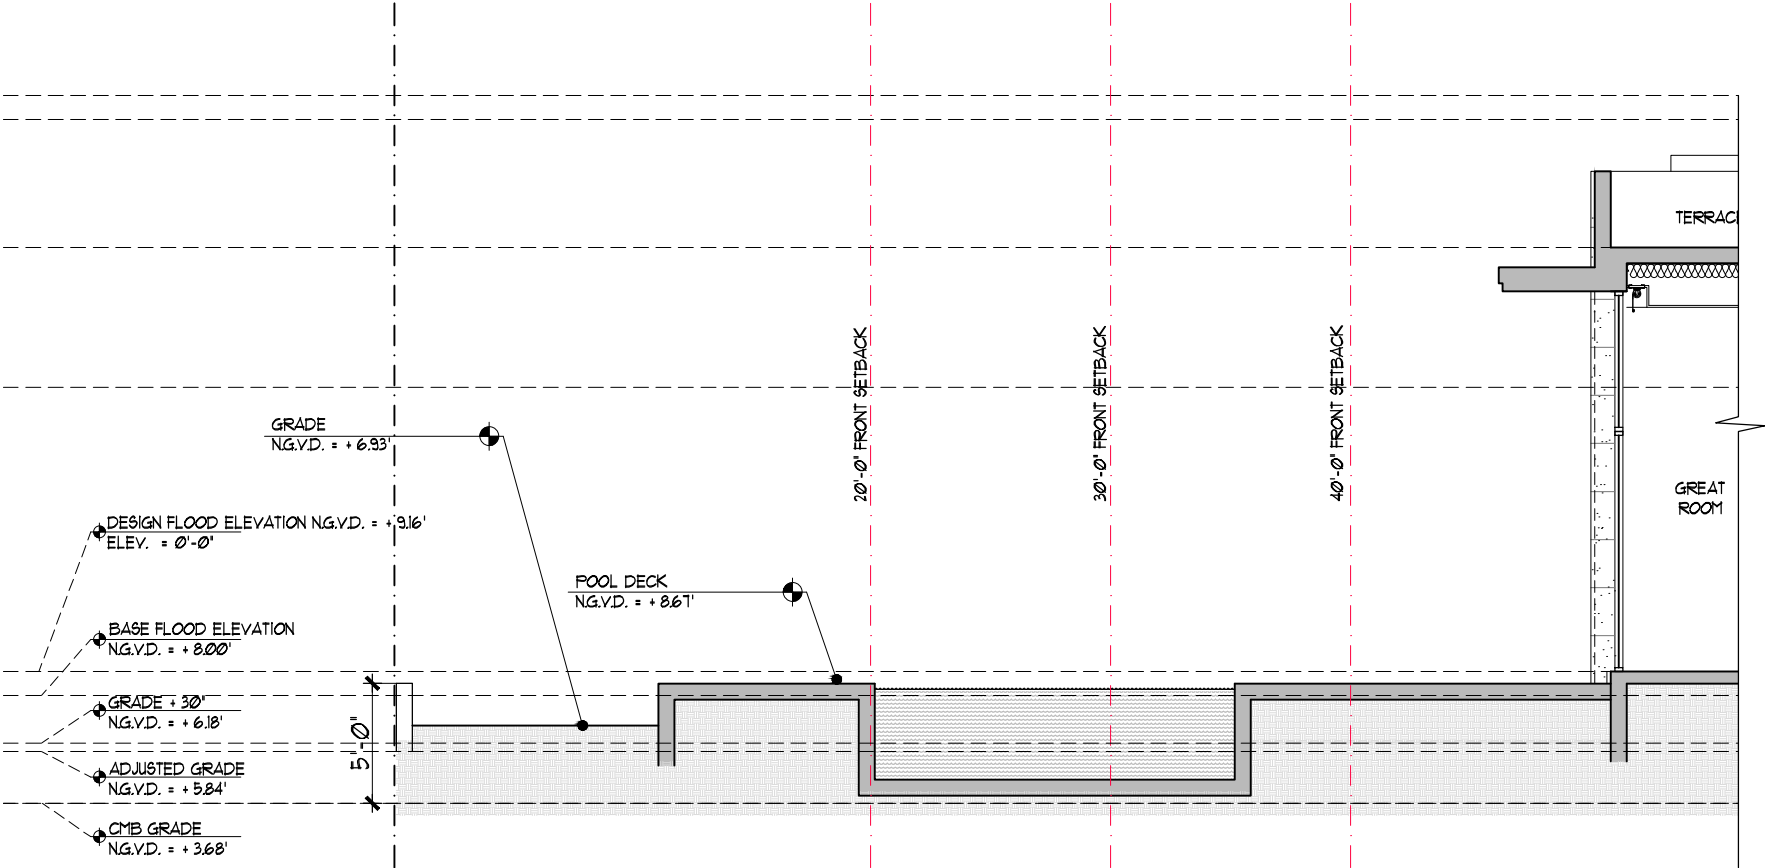 TERRAC
20'-0" FRONT SETBACK
30'-0" FRONT SETBACK
40'-0" FRONT SETBACK
GRADE
N.G.V.D. = + 6.93'
GREAT
ROOM
DESIGN FLOOD ELEVATION N.G.V.D. = + 9.16'
ELEV. = 0'-0"
POOL DECK
N.G.V.D. = + 8.67'
BASE FLOOD ELEVATION
N.G.V.D. = + 8.00'
GRADE + 30"
N.G.V.D. = + 6.18'
5'-0"
ADJUSTED GRADE
N.G.V.D. = + 5.84'
CMB GRADE
N.G.V.D. = + 3.68'